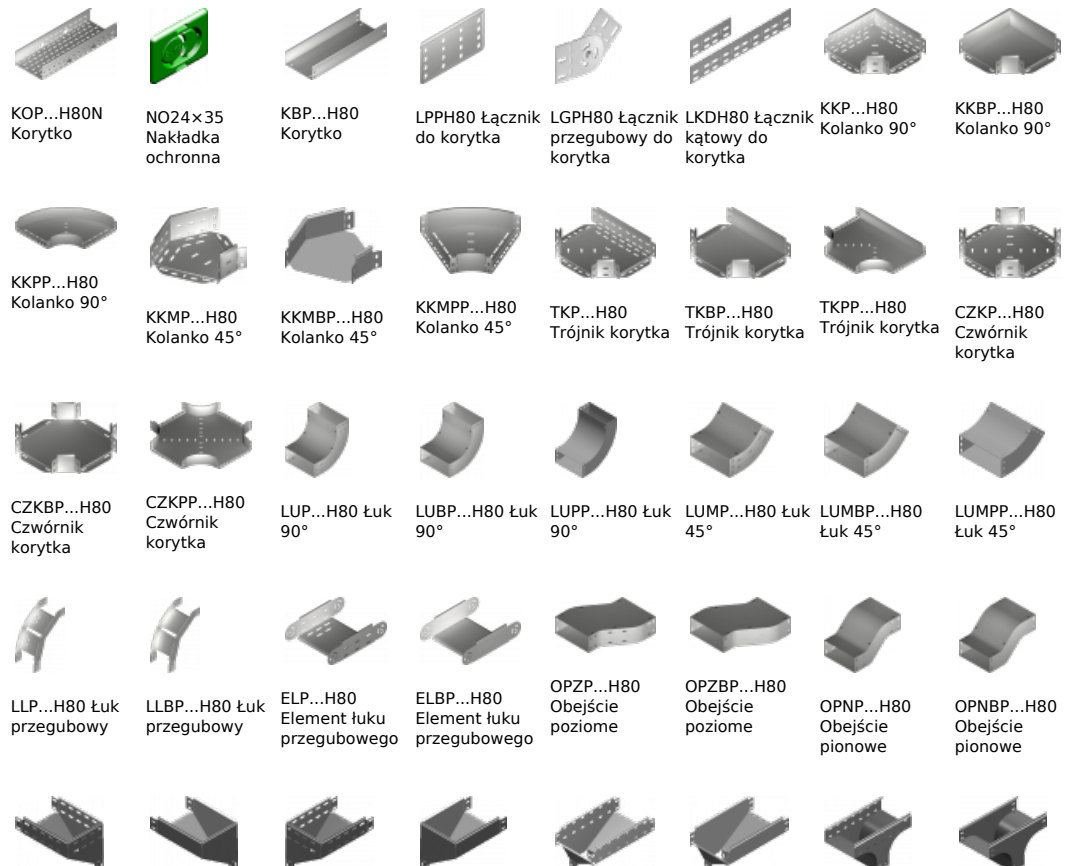 KOP...H80N
Korytko
NO24×35
Nakładka
ochronna
KBP...H80
Korytko
LPPH80 Łącznik
do korytka
LGPH80 Łącznik
przegubowy do
korytka
LKDH80 Łącznik
kątowy do
korytka
KKP...H80
Kolanko 90°
KKBP...H80
Kolanko 90°
KKPP...H80
Kolanko 90°
KKMP...H80
Kolanko 45°
KKMBP...H80
Kolanko 45°
KKMPP...H80
Kolanko 45°
TKP...H80
Trójnik korytka
TKBP...H80
Trójnik korytka
TKPP...H80
Trójnik korytka
CZKP...H80
Czwórnik
korytka
CZKBP...H80
Czwórnik
korytka
CZKPP...H80
Czwórnik
korytka
LUP...H80 Łuk
90°
LUBP...H80 Łuk
90°
LUPP...H80 Łuk
90°
LUMP...H80 Łuk
45°
LUMBP...H80
Łuk 45°
LUMPP...H80
Łuk 45°
LLP...H80 Łuk
przegubowy
LLBP...H80 Łuk
przegubowy
ELP...H80
Element łuku
przegubowego
ELBP...H80
Element łuku
przegubowego
OPZP...H80
Obejście
poziome
OPZBP...H80
Obejście
poziome
OPNP...H80
Obejście
pionowe
OPNBP...H80
Obejście
pionowe